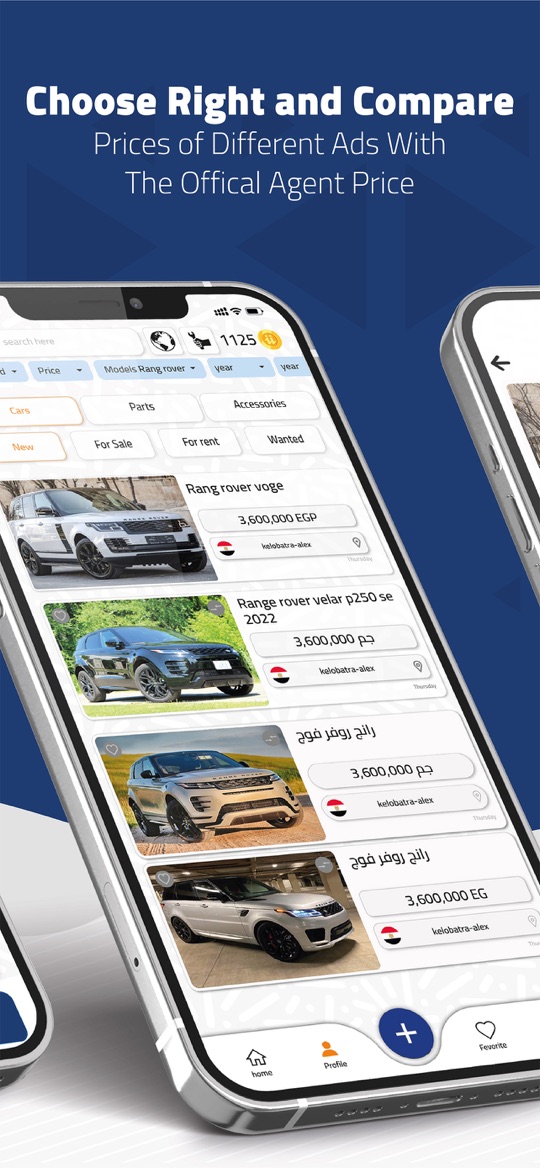 Choose Right and Compare
Prices of Different Ads With
The Offical Agent Price
search here
1125
d
Price
Models Rang rover
year
year
Cars
Parts
Accessories
New
For Sale
For rent
Wanted
Rang rover voge
3,600,000 EGP
kelobatra-alex
Thursday
Range rover velar p250 se
2022
3,600,000 جم
kelobatra-alex
Thursday
رانج روفر فوج
3,600,000 جم
kelobatra-alex
Thursday
رانج روفر فوج
3,600,000 EG
kelobatra-alex
Thu
home
Profile
Feverite